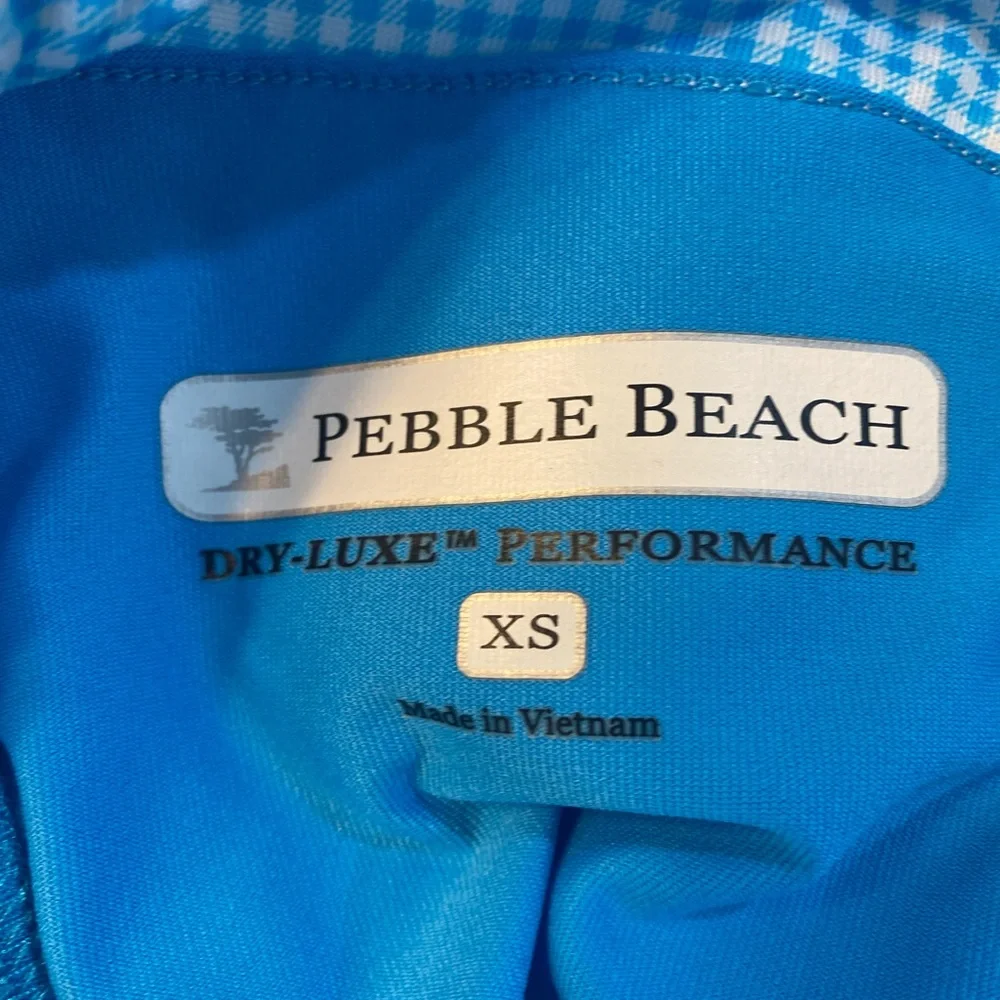 PEBBLE BEACH
DRY-LUXE™ PERFORMANCE
XS
Made in Vietnam